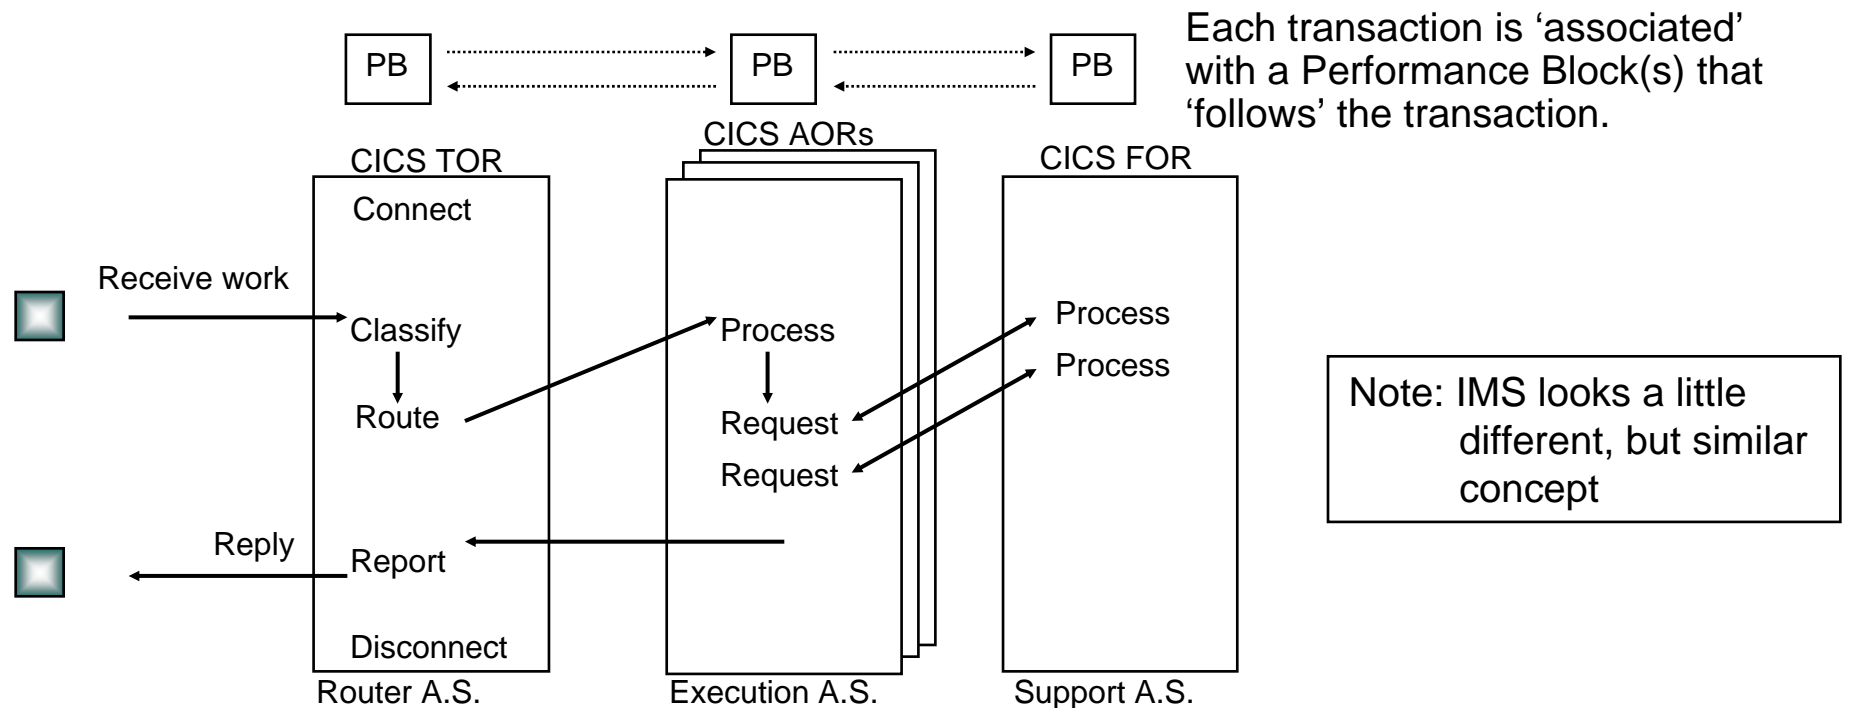 PB
PB
PB
Each transaction is ‘associated’
with a Performance Block(s) that
‘follows’ the transaction.
CICS TOR
CICS AORs
CICS FOR
Connect
Receive work
Classify
Route
Process
Request
Request
Process
Process
Note: IMS looks a little
different, but similar
concept
Reply
Report
Disconnect
Router A.S.
Execution A.S.
Support A.S.